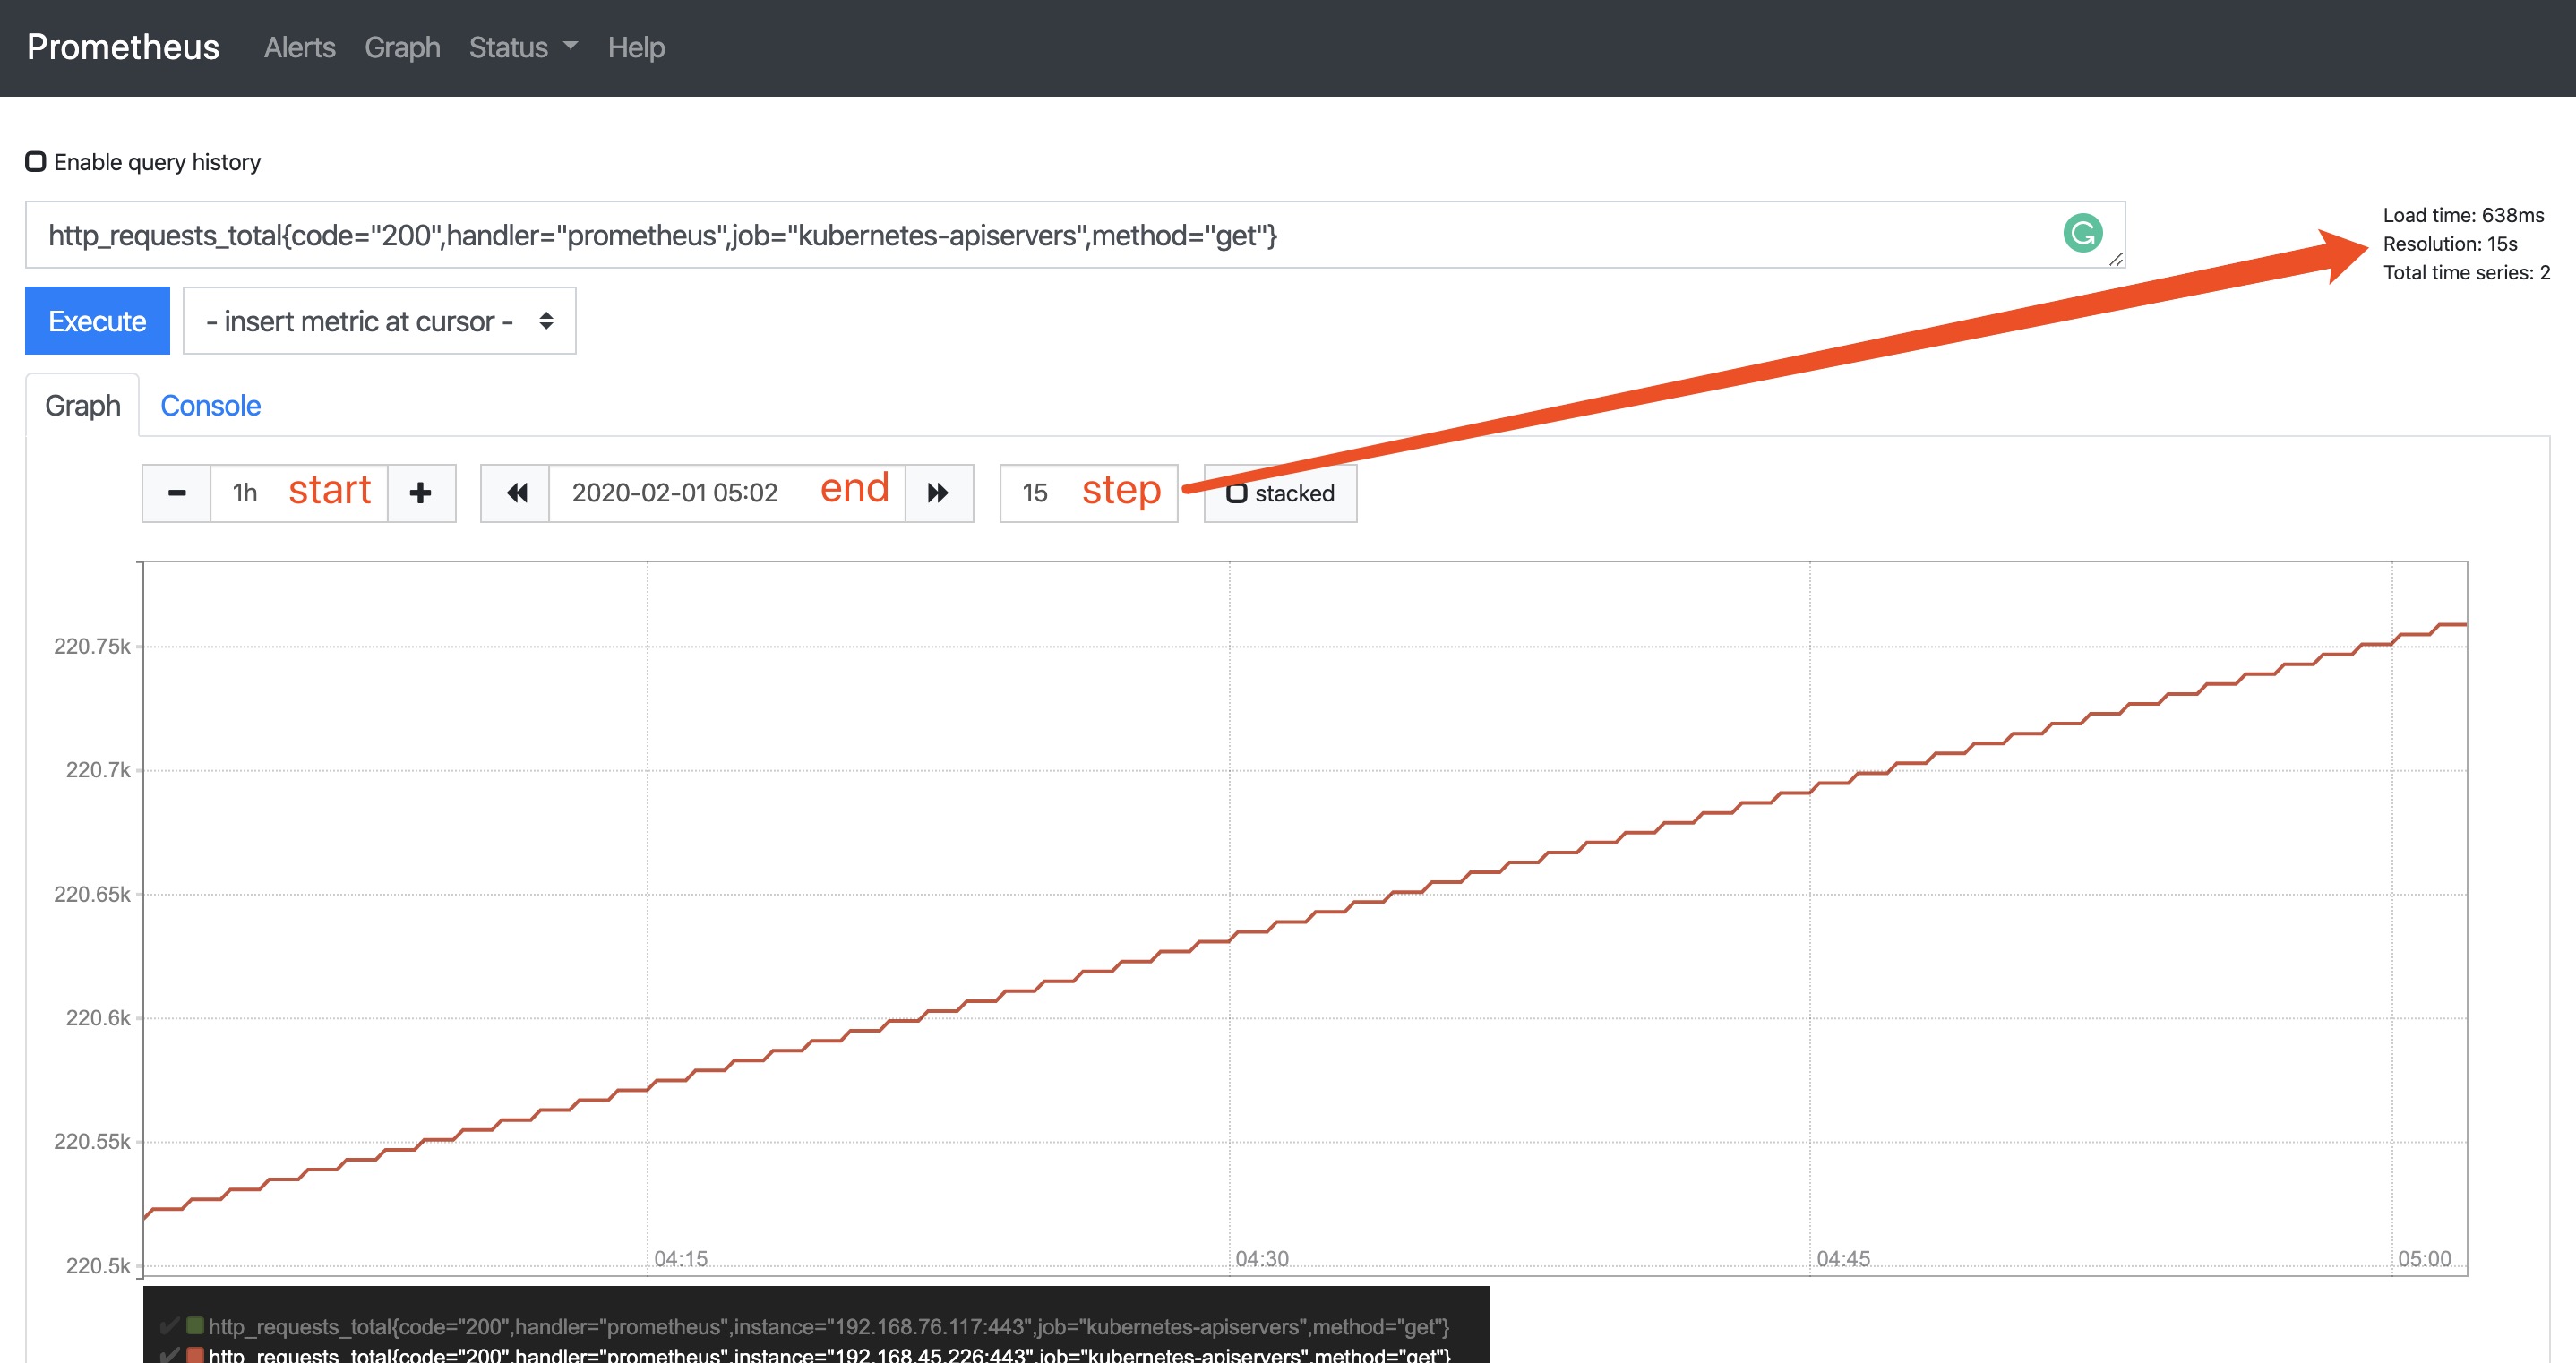 Prometheus Alerts Graph Status Help
Enable query history
http_requests_total{code="200",handler="prometheus",job="kubernetes-apiservers",method="get"}
Load time: 638ms
Resolution: 15s
Total time series: 2
Execute - insert metric at cursor -
Graph Console
1h start 2020-02-01 05:02 end 15 step stacked
220.75k
220.7k
220.65k
220.6k
220.55k
220.5k
04:15 04:30 04:45 05:00
http_requests_total{code="200",handler="prometheus",instance="192.168.76.117:443",job="kubernetes-apiservers",method="get"}
http_requests_total{code="200",handler="prometheus",instance="192.168.45.226:443",job="kubernetes-apiservers",method="get"}